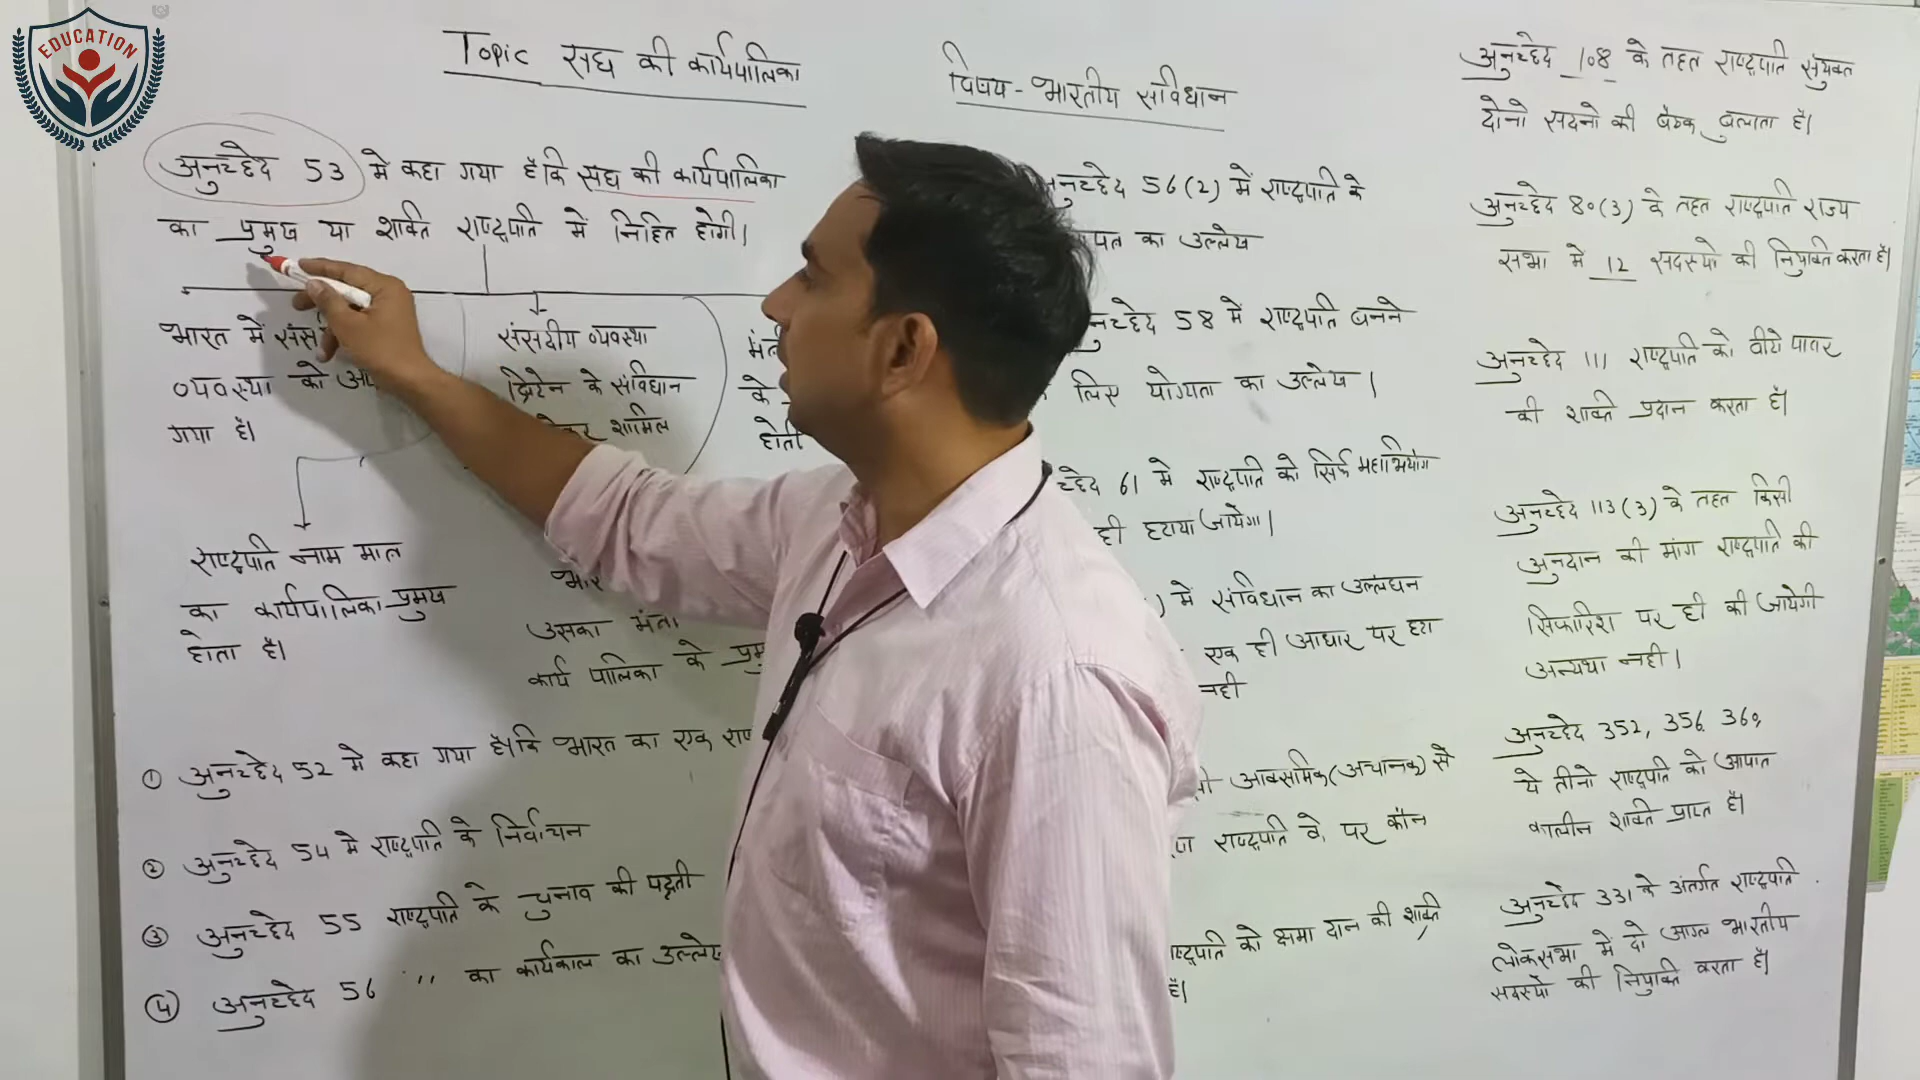 EDUCATION
Topic संघ की कार्यपालिका
विषय - भारतीय संविधान
अनुच्छेद 53 मे कहा गया है कि संघ की कार्यपालिका
का प्रमुख या शक्ति राष्ट्रपति में निहित होगी।
भारत में संस
व्यवस्था को अप
गया है।
संसदीय व्यवस्था
ब्रिटेन के संविधान
लेकर शामिल
मंत्
के
होती
राष्ट्रपति नाम मात्र
का कार्यपालिका प्रमुख
होता है।
भार
उसका मंत्री
कार्य पालिका के प्रमु
① अनुच्छेद 52 मे कहा गया है। कि भारत का एक राष्
② अनुच्छेद 54 मे राष्ट्रपति के निर्वाचन
③ अनुच्छेद 55 राष्ट्रपति के चुनाव की पद्धती
④ अनुच्छेद 56 '' का कार्यकाल का उल्लेख
अनुच्छेद 56(2) में राष्ट्रपति के
पत्र का उल्लेख
अनुच्छेद 58 में राष्ट्रपति बनने
के लिए योग्यता का उल्लेख।
च्छेद 61 मे राष्ट्रपति को सिर्फ महाभियोग
ही हटाया जायेगा।
) में संविधान का उल्लंघन
एक ही आधार पर हटा
नही
आकस्मिक (अचानक) से
राष्ट्रपति के पर कौन
राष्ट्रपति को क्षमा दान की शक्ति
है।
अनुच्छेद 108 के तहत राष्ट्रपति संयुक्त
दोनो सदनो की बैठक बुलाता है।
अनुच्छेद 80(3) के तहत राष्ट्रपति राज्य
सभा मे 12 सदस्यो की नियुक्ति करता है।
अनुच्छेद 111 राष्ट्रपति को वीटो पावर
की शक्ति प्रदान करता है।
अनुच्छेद 113(3) के तहत किसी
अनुदान की मांग राष्ट्रपति की
सिफारिश पर ही की जायेगी
अन्यथा नही।
अनुच्छेद 352, 356, 360,
ये तीनो राष्ट्रपति को आपात
कालीन शक्ति प्राप्त है।
अनुच्छेद 331 के अंतर्गत राष्ट्रपति
लोकसभा में दो आंग्ल भारतीय
सदस्यो की नियुक्ति करता है।